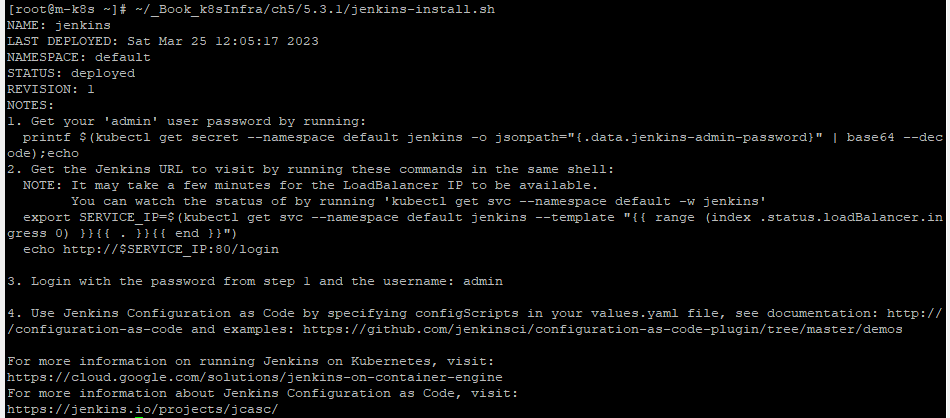 [root@m-k8s ~]# ~/_Book_k8sInfra/ch5/5.3.1/jenkins-install.sh
NAME: jenkins
LAST DEPLOYED: Sat Mar 25 12:05:17 2023
NAMESPACE: default
STATUS: deployed
REVISION: 1
NOTES:
1. Get your 'admin' user password by running:
  printf $(kubectl get secret --namespace default jenkins -o jsonpath="{.data.jenkins-admin-password}" | base64 --dec
ode);echo
2. Get the Jenkins URL to visit by running these commands in the same shell:
  NOTE: It may take a few minutes for the LoadBalancer IP to be available.
        You can watch the status of by running 'kubectl get svc --namespace default -w jenkins'
  export SERVICE_IP=$(kubectl get svc --namespace default jenkins --template "{{ range (index .status.loadBalancer.in
gress 0) }}{{ . }}{{ end }}")
  echo http://$SERVICE_IP:80/login

3. Login with the password from step 1 and the username: admin

4. Use Jenkins Configuration as Code by specifying configScripts in your values.yaml file, see documentation: http://
/configuration-as-code and examples: https://github.com/jenkinsci/configuration-as-code-plugin/tree/master/demos

For more information on running Jenkins on Kubernetes, visit:
https://cloud.google.com/solutions/jenkins-on-container-engine
For more information about Jenkins Configuration as Code, visit:
https://jenkins.io/projects/jcasc/